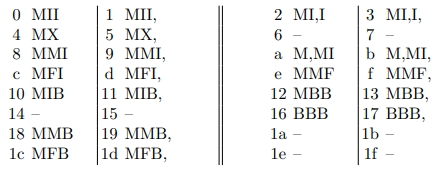 0 MII 1 MII, 2 MI,I 3 MI,I,
4 MX 5 MX, 6 – 7 –
8 MMI 9 MMI, a M,MI b M,MI,
c MFI d MFI, e MMF f MMF,
10 MIB 11 MIB, 12 MBB 13 MBB,
14 – 15 – 16 BBB 17 BBB,
18 MMB 19 MMB, 1a – 1b –
1c MFB 1d MFB, 1e – 1f –